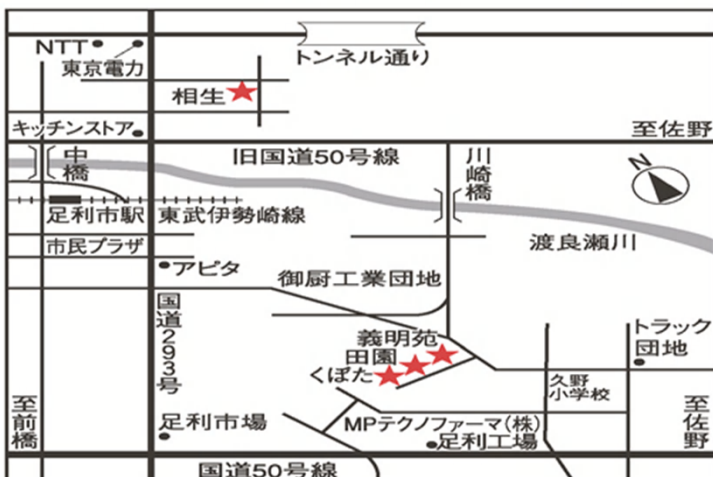 トンネル通り
NTT
東京電力
相生
キッチンストア
至佐野
中橋
旧国道50号線
川崎橋
N
足利市駅
東武伊勢崎線
渡良瀬川
市民プラザ
アピタ
御厨工業団地
国道293号
義明苑
田園
くぼた
トラック
団地
久野
小学校
至前橋
至佐野
足利市場
MPテクノファーマ(株)
足利工場
国道50号線